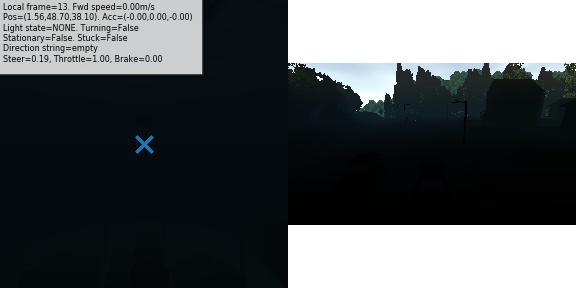 Local frame=13. Fwd speed=0.00m/s
Pos=(1.56,48.70,38.10). Acc=(-0.00,0.00,-0.00)
Light state=NONE. Turning=False
Stationary=False. Stuck=False
Direction string=empty
Steer=0.19, Throttle=1.00, Brake=0.00